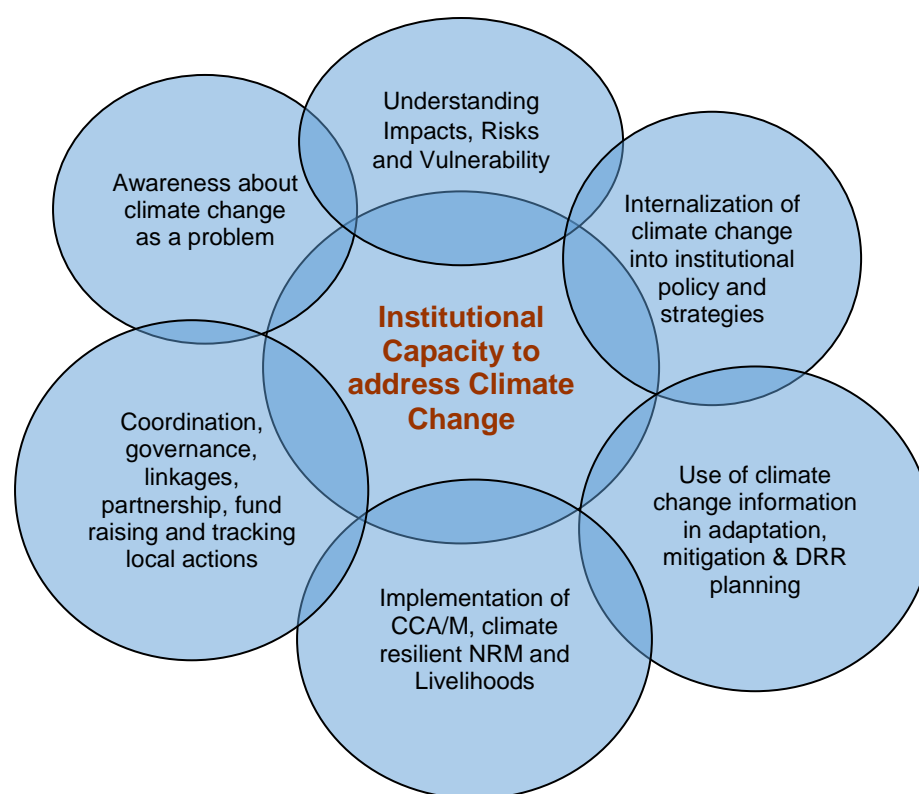 Understanding
Impacts, Risks
and Vulnerability
Awareness about
climate change
as a problem
Internalization of
climate change
into institutional
policy and
strategies
Institutional
Capacity to
address Climate
Change
Coordination,
governance,
linkages,
partnership, fund
raising and tracking
local actions
Use of climate
change information
in adaptation,
mitigation & DRR
planning
Implementation of
CCA/M, climate
resilient NRM and
Livelihoods